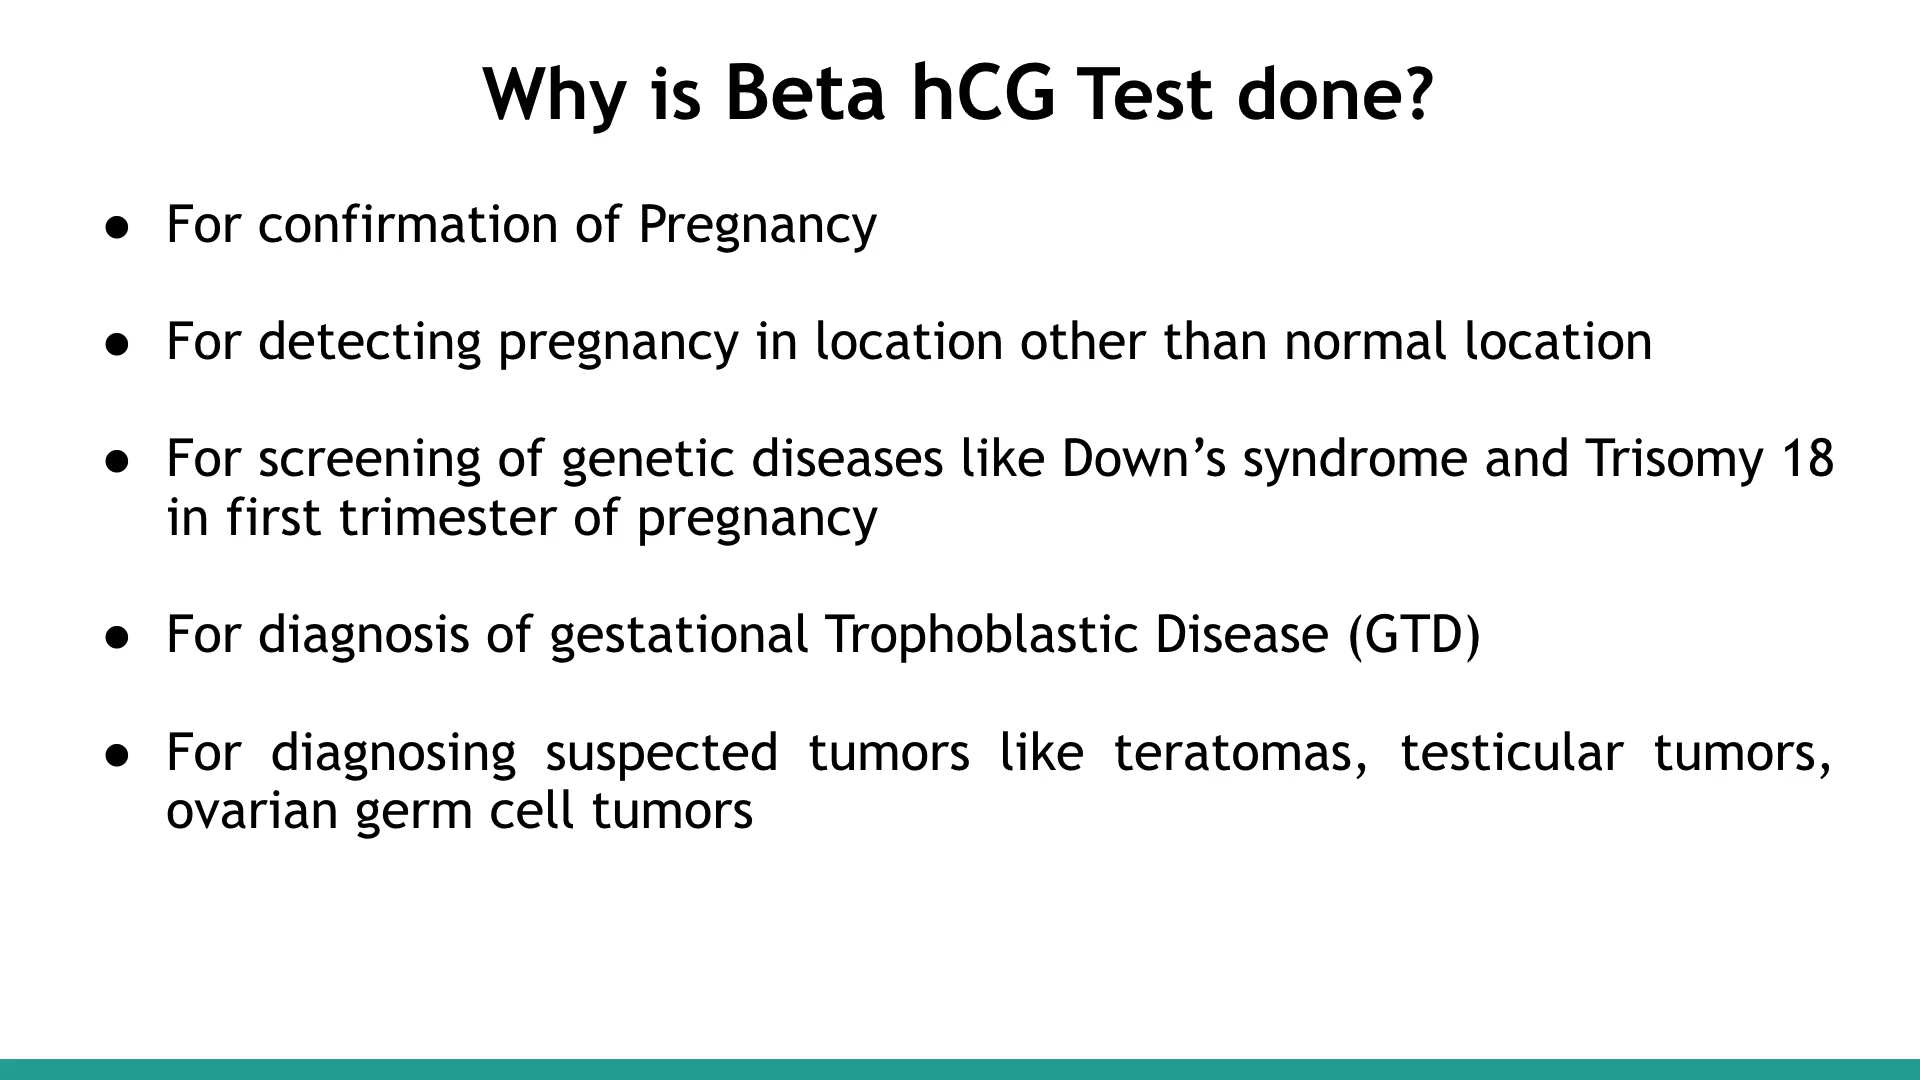 Why is Beta hCG Test done?
● For confirmation of Pregnancy
● For detecting pregnancy in location other than normal location
● For screening of genetic diseases like Down’s syndrome and Trisomy 18
in first trimester of pregnancy
● For diagnosis of gestational Trophoblastic Disease (GTD)
● For diagnosing suspected tumors like teratomas, testicular tumors,
ovarian germ cell tumors